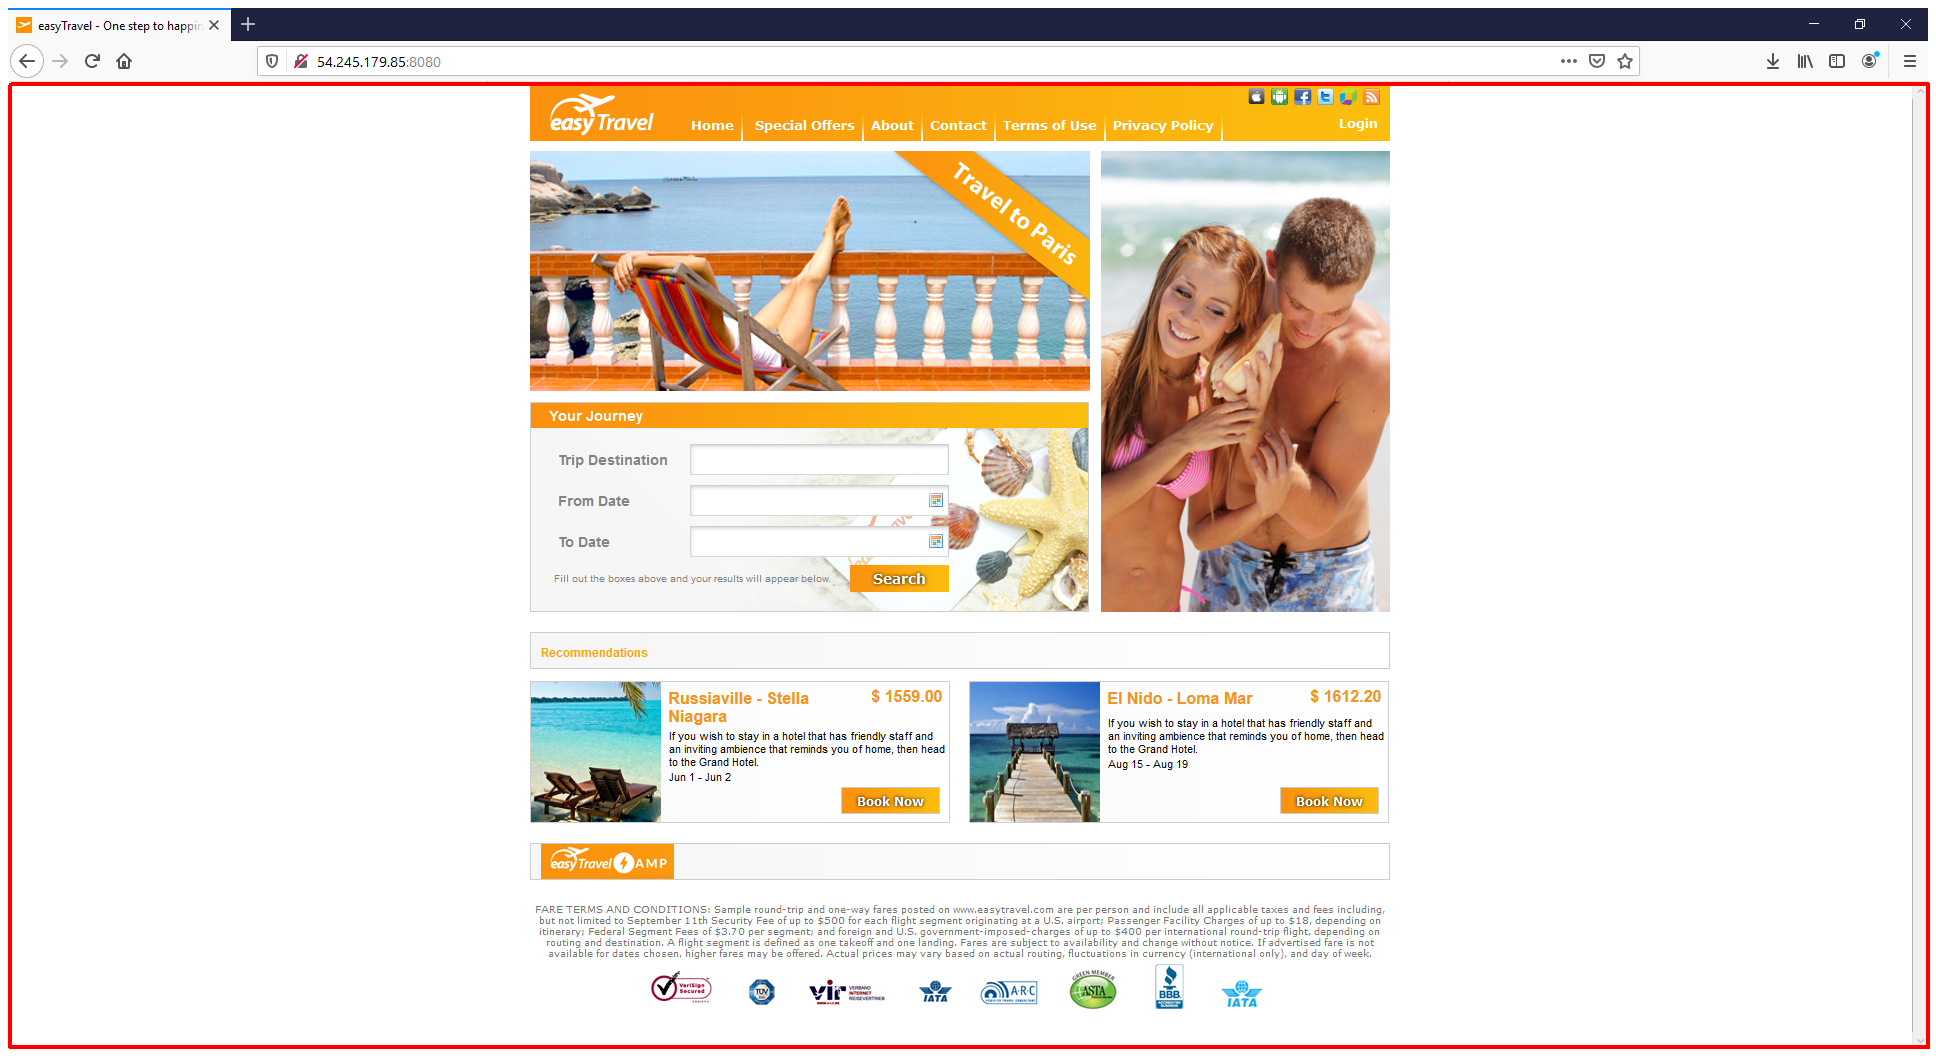 easyTravel - One step to happin
54.245.179.85:8080
easyTravel
Home
Special Offers
About
Contact
Terms of Use
Privacy Policy
Login
Travel to Paris
Your Journey
Trip Destination
From Date
To Date
Fill out the boxes above and your results will appear below.
Search
Recommendations
Russiaville - Stella
Niagara
$ 1559.00
If you wish to stay in a hotel that has friendly staff and
an inviting ambience that reminds you of home, then head
to the Grand Hotel.
Jun 1 - Jun 2
Book Now
El Nido - Loma Mar
$ 1612.20
If you wish to stay in a hotel that has friendly staff and
an inviting ambience that reminds you of home, then head
to the Grand Hotel.
Aug 15 - Aug 19
Book Now
easyTravel AMP
FARE TERMS AND CONDITIONS: Sample round-trip and one-way fares posted on www.easytravel.com are per person and include all applicable taxes and fees including,
but not limited to September 11th Security Fee of up to $500 for each flight segment originating at a U.S. airport; Passenger Facility Charges of up to $18, depending on
itinerary; Federal Segment Fees of $3.70 per segment; and foreign and U.S. government-imposed-charges of up to $400 per international round-trip flight, depending on
routing and destination. A flight segment is defined as one takeoff and one landing. Fares are subject to availability and change without notice. If advertised fare is not
available for dates chosen, higher fares may be offered. Actual prices may vary based on actual routing, fluctuations in currency (international only), and day of week.
VeriSign
Secured
TÜV
vir
VERBAND
INTERNET
REISEVERTRIEB
IATA
A·R·C
GREEN MEMBER
ASTA
BBB
ACCREDITED
BUSINESS
IATA